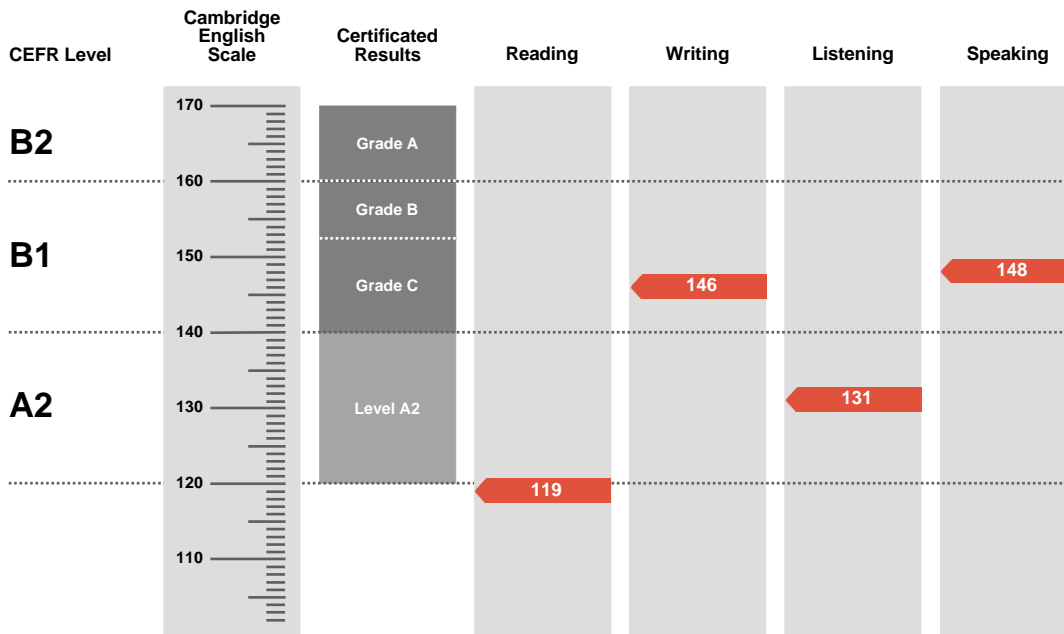 CEFR Level
Cambridge
English
Scale
Certificated
Results
Reading
Writing
Listening
Speaking
170
B2
Grade A
160
Grade B
B1
150
148
Grade C
146
140
A2
Level A2
131
130
120
119
110